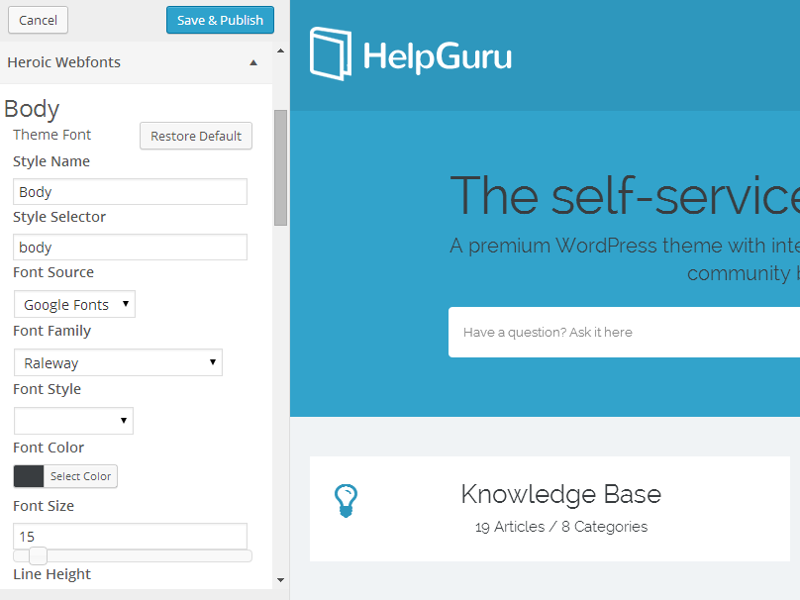 Cancel
Save & Publish
Heroic Webfonts
Body
Theme Font
Restore Default
Style Name
Body
Style Selector
body
Font Source
Google Fonts
Font Family
Raleway
Font Style
Font Color
Select Color
Font Size
15
Line Height
HelpGuru
The self-service
A premium WordPress theme with inte
community b
Have a question? Ask it here
Knowledge Base
19 Articles / 8 Categories